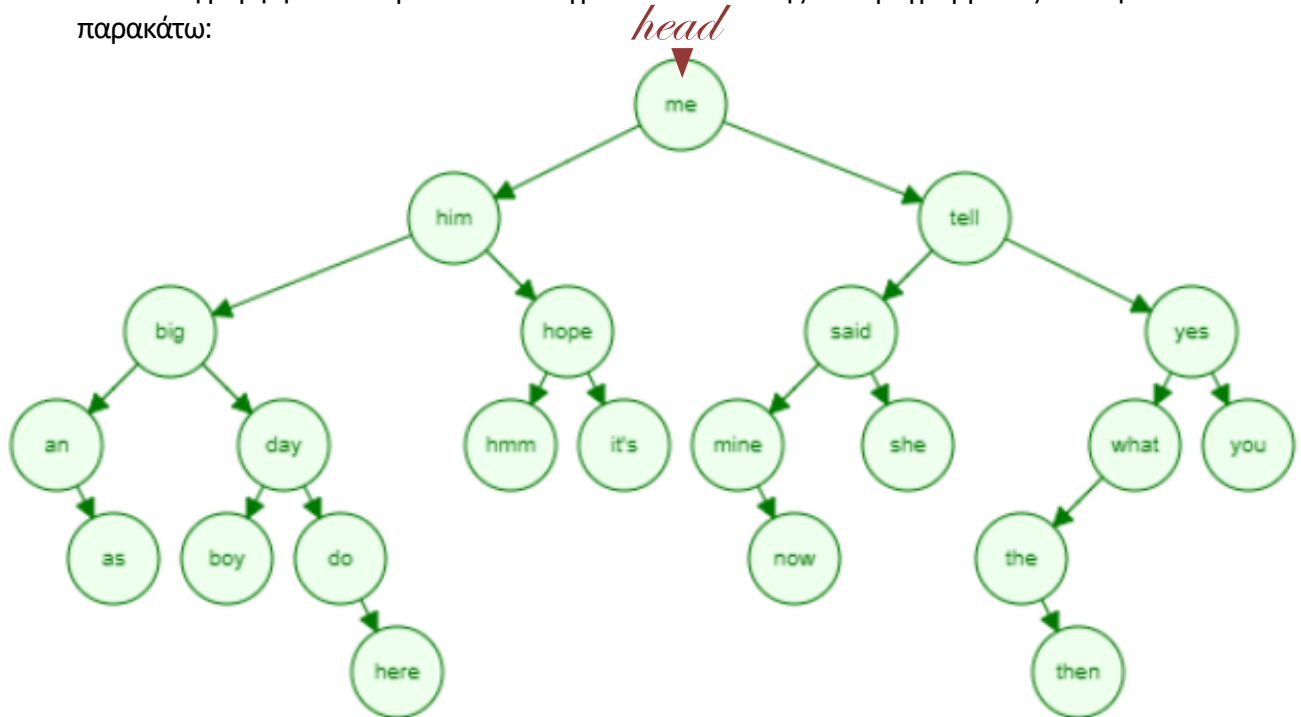 παρακάτω:
head
me
him
tell
big
hope
said
yes
an
day
hmm
it's
mine
she
what
you
as
boy
do
now
the
here
then